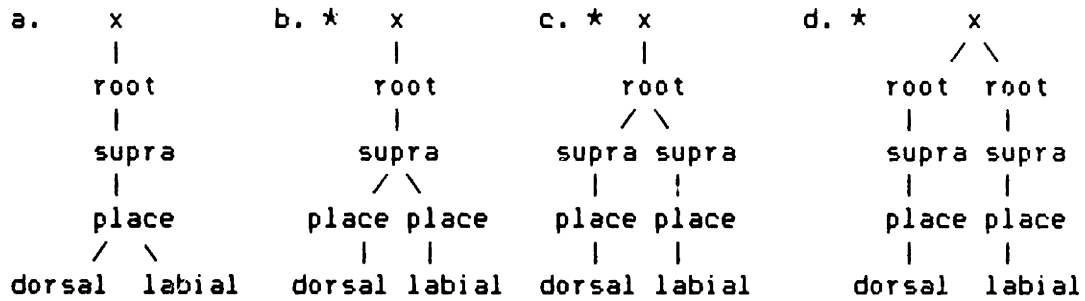 a. x b. * x c. * x d. * x
root root root root root
supra supra supra supra supra supra
place place place place place place place
dorsal labial dorsal labial dorsal labial dorsal labial